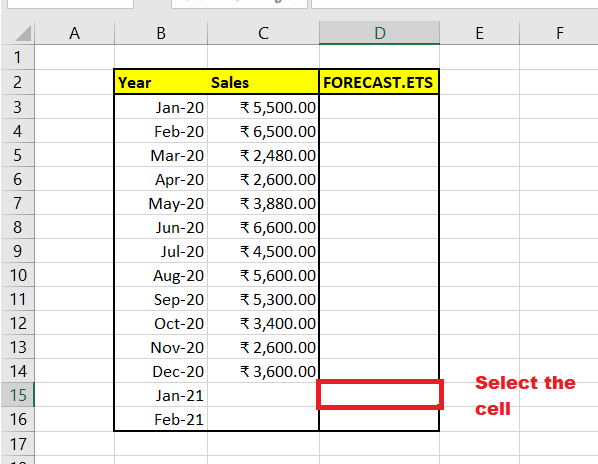 A B C D E F
1
2 Year Sales FORECAST.ETS
3 Jan-20 ₹ 5,500.00
4 Feb-20 ₹ 6,500.00
5 Mar-20 ₹ 2,480.00
6 Apr-20 ₹ 2,600.00
7 May-20 ₹ 3,880.00
8 Jun-20 ₹ 6,600.00
9 Jul-20 ₹ 4,500.00
10 Aug-20 ₹ 5,600.00
11 Sep-20 ₹ 5,300.00
12 Oct-20 ₹ 3,400.00
13 Nov-20 ₹ 2,600.00
14 Dec-20 ₹ 3,600.00
15 Jan-21 Select the
16 Feb-21 cell
17